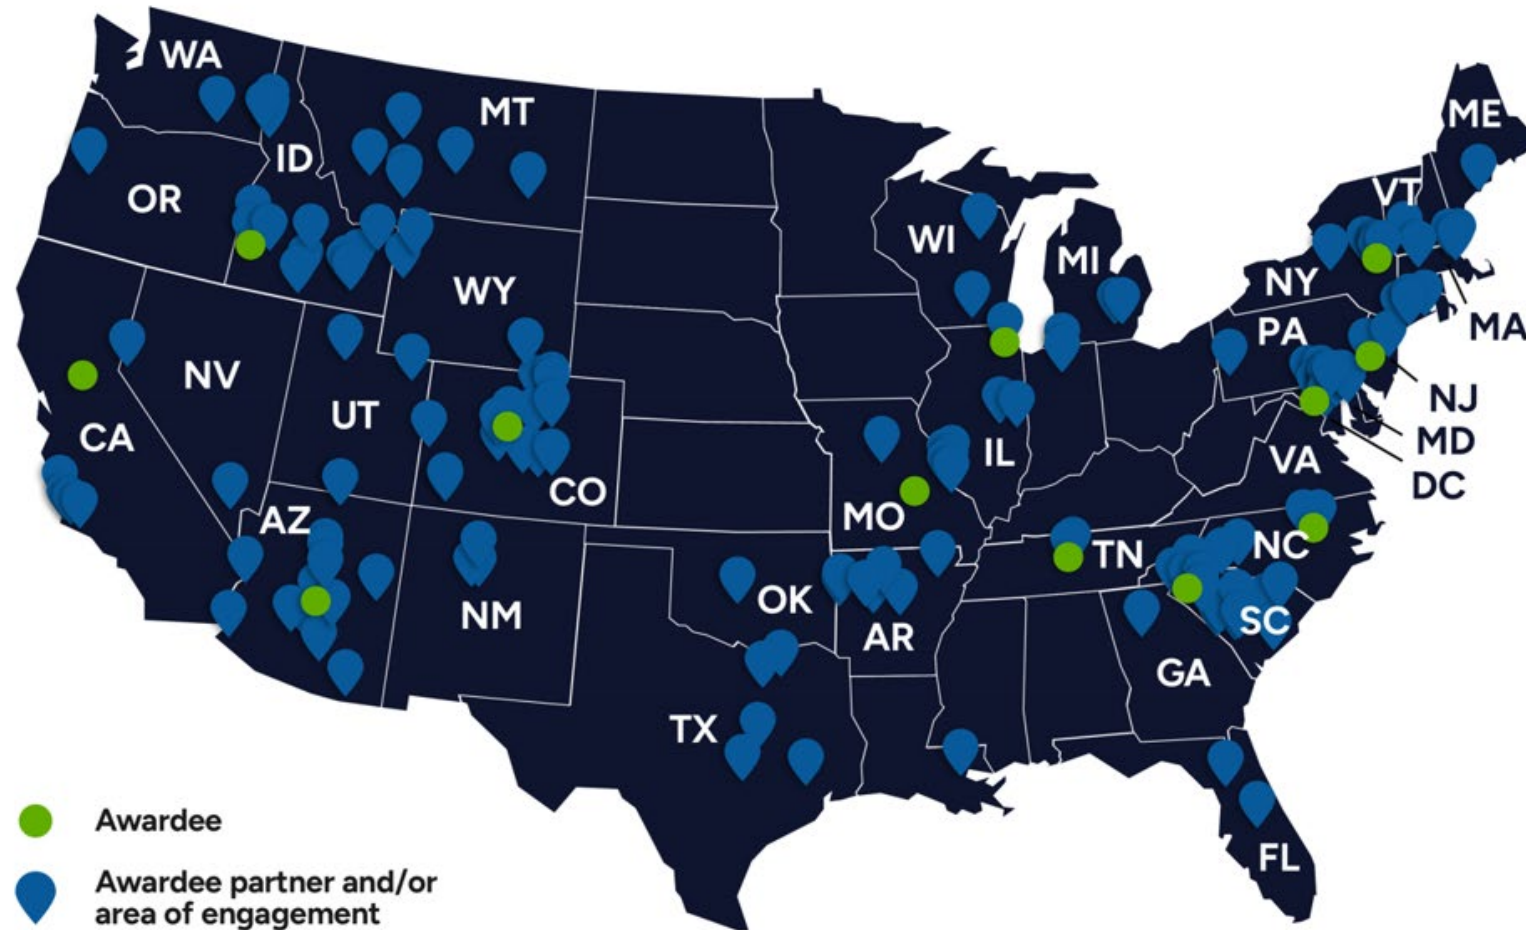 WA
MT
ME
ID
VT
OR
WI
MI
NY
WY
MA
PA
NV
NJ
UT
CA
MD
IL
VA
DC
CO
MO
AZ
NC
TN
OK
NM
SC
AR
GA
TX
Awardee
FL
Awardee partner and/or
area of engagement